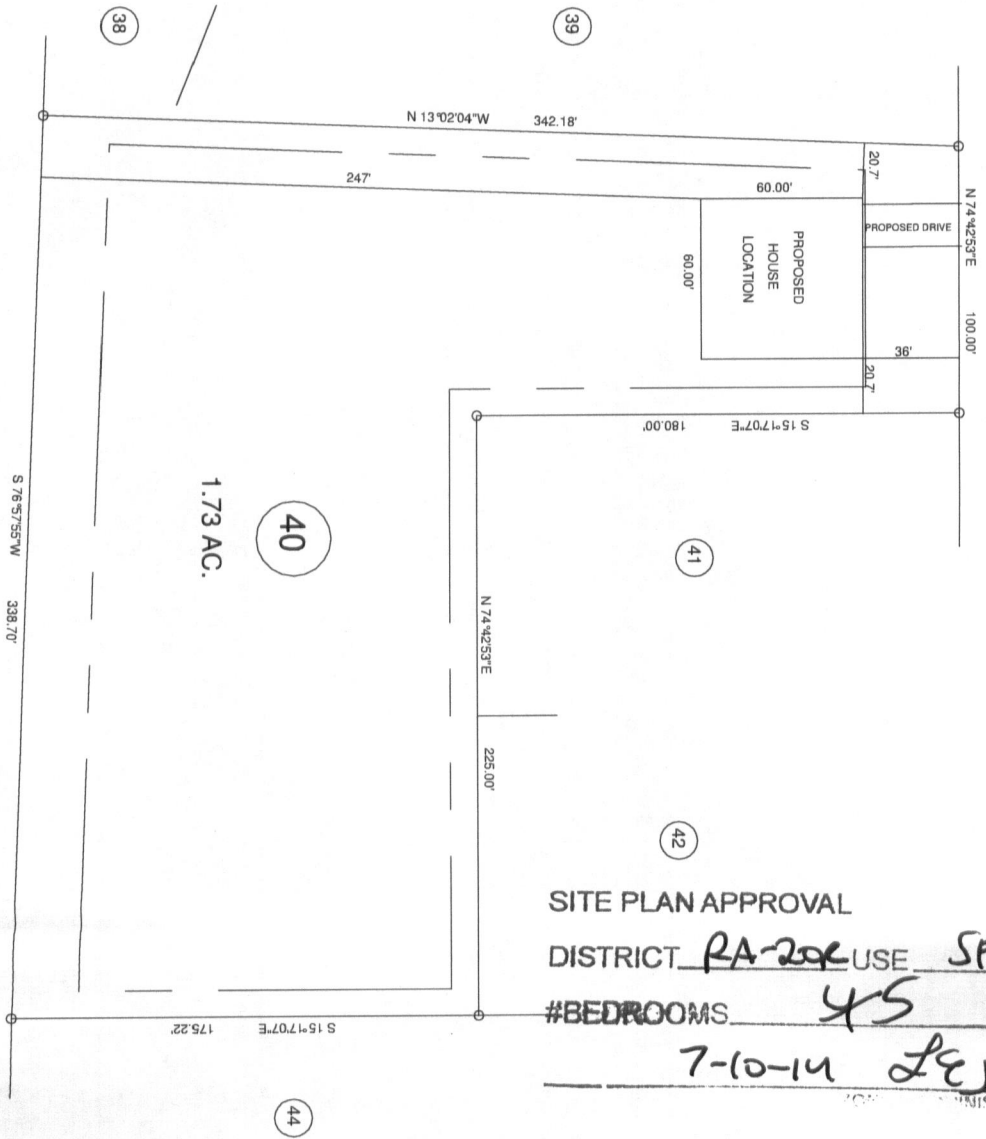 38
39
N 13°02'04"W 342.18'
20.7'
N 74°42'53"E 100.00'
247'
60.00'
PROPOSED DRIVE
PROPOSED
HOUSE
LOCATION
60.00'
36'
20.7'
S 15°17'07"E 180.00'
40
1.73 AC.
41
S 76°57'55"W 338.70'
N 74°42'53"E 225.00'
42
SITE PLAN APPROVAL
DISTRICT RA-20R USE
#BEDROOMS
7-10-14
S 15°17'07"E 175.22'
44